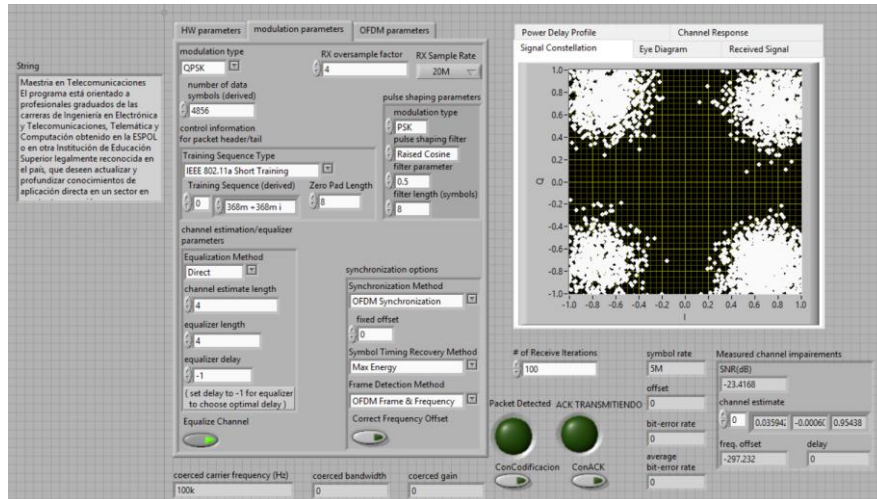 HW parameters
modulation parameters
OFDM parameters
String
Maestria en Telecomunicaciones
El programa está orientado a
profesionales graduados de las
carreras de Ingeniería en Electrónica
y Telecomunicaciones, Telemática y
Computación obtenido en la ESPOL
o en otra Institución de Educación
Superior legalmente reconocida en
el país, que deseen actualizar y
profundizar conocimientos de
aplicación directa en un sector en
modulation type
QPSK
RX oversample factor
4
RX Sample Rate
20M
number of data
symbols (derived)
4856
control information
for packet header/tail
Training Sequence Type
IEEE 802.11a Short Training
Training Sequence (derived)
0
368m +368m i
Zero Pad Length
8
pulse shaping parameters
modulation type
PSK
pulse shaping filter
Raised Cosine
filter parameter
0.5
filter length (symbols)
8
channel estimation/equalizer
parameters
Equalization Method
Direct
channel estimate length
4
equalizer length
4
equalizer delay
-1
( set delay to -1 for equalizer
to choose optimal delay )
Equalize Channel
synchronization options
Synchronization Method
OFDM Synchronization
fixed offset
0
Symbol Timing Recovery Method
Max Energy
Frame Detection Method
OFDM Frame & Frequency
Correct Frequency Offset
coerced carrier frequency (Hz)
100k
coerced bandwidth
0
coerced gain
0
Power Delay Profile
Channel Response
Signal Constellation
Eye Diagram
Received Signal
1.0
0.8
0.6
0.4
0.2
0.0
-0.2
-0.4
-0.6
-0.8
-1.0
Q
-1.0 -0.8 -0.6 -0.4 -0.2 0.0 0.2 0.4 0.6 0.8 1.0
I
# of Receive Iterations
100
Packet Detected
ACK TRANSMITIENDO
ConCodificacion
ConACK
symbol rate
5M
offset
0
bit-error rate
0
average
bit-error rate
0
Measured channel impairements
SNR(dB)
-23.4168
channel estimate
0
0.95438
freq. offset
-297.232
delay
0